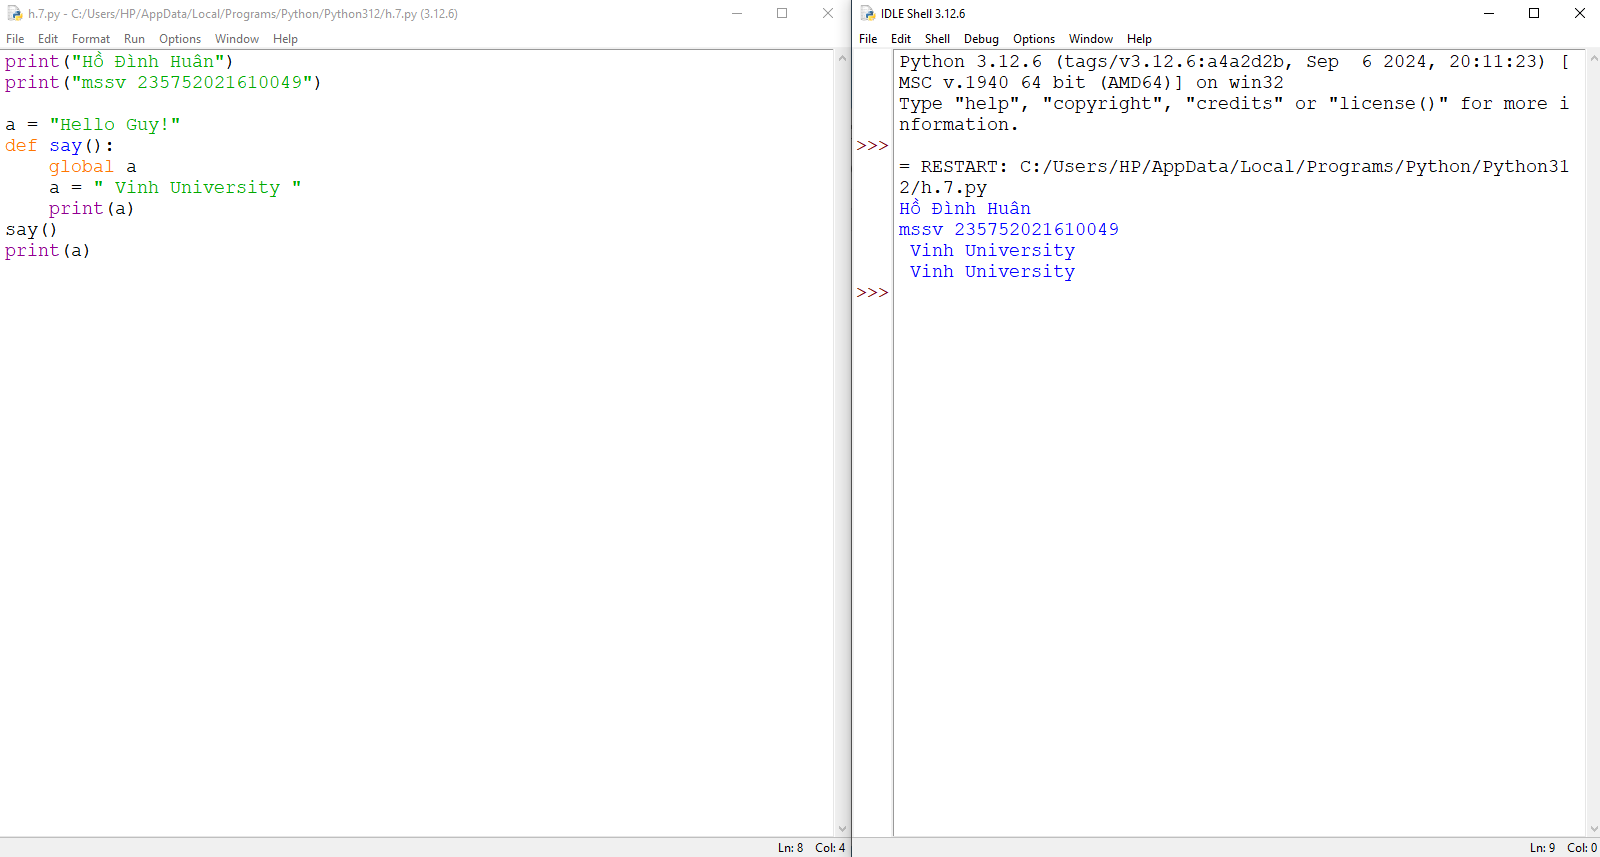 h.7.py - C:/Users/HP/AppData/Local/Programs/Python/Python312/h.7.py (3.12.6)
File Edit Format Run Options Window Help
print("Hồ Đình Huân")
print("mssv 235752021610049")
a = "Hello Guy!"
def say():
    global a
    a = " Vinh University "
    print(a)
say()
print(a)
Ln: 8 Col: 4
IDLE Shell 3.12.6
File Edit Shell Debug Options Window Help
Python 3.12.6 (tags/v3.12.6:a4a2d2b, Sep  6 2024, 20:11:23) [
MSC v.1940 64 bit (AMD64)] on win32
Type "help", "copyright", "credits" or "license()" for more i
nformation.
>>>
= RESTART: C:/Users/HP/AppData/Local/Programs/Python/Python31
2/h.7.py
Hồ Đình Huân
mssv 235752021610049
 Vinh University
 Vinh University
>>>
Ln: 9 Col: 0